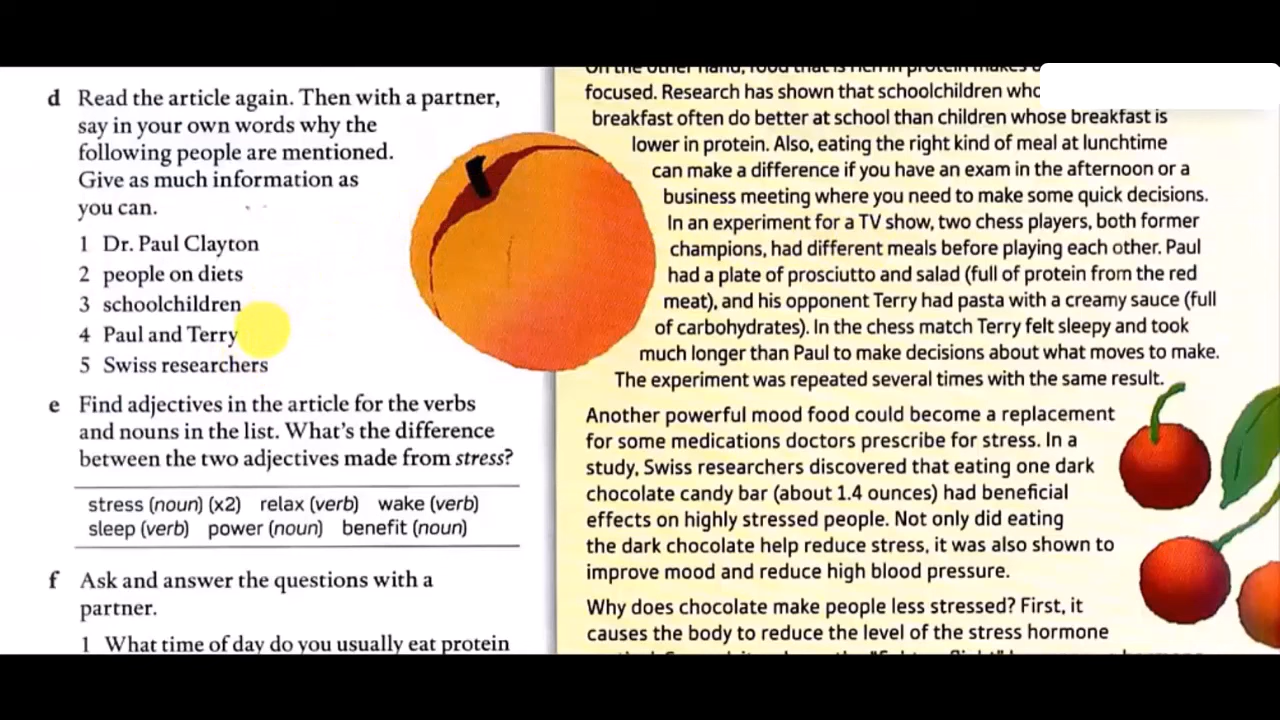 d Read the article again. Then with a partner,
say in your own words why the
following people are mentioned.
Give as much information as
you can.
1 Dr. Paul Clayton
2 people on diets
3 schoolchildren
4 Paul and Terry
5 Swiss researchers
e Find adjectives in the article for the verbs
and nouns in the list. What's the difference
between the two adjectives made from stress?
stress (noun) (x2) relax (verb) wake (verb)
sleep (verb) power (noun) benefit (noun)
f Ask and answer the questions with a
partner.
1 What time of day do you usually eat protein
On the other hand, food that is rich in protein makes
focused. Research has shown that schoolchildren who
breakfast often do better at school than children whose breakfast is
lower in protein. Also, eating the right kind of meal at lunchtime
can make a difference if you have an exam in the afternoon or a
business meeting where you need to make some quick decisions.
In an experiment for a TV show, two chess players, both former
champions, had different meals before playing each other. Paul
had a plate of prosciutto and salad (full of protein from the red
meat), and his opponent Terry had pasta with a creamy sauce (full
of carbohydrates). In the chess match Terry felt sleepy and took
much longer than Paul to make decisions about what moves to make.
The experiment was repeated several times with the same result.
Another powerful mood food could become a replacement
for some medications doctors prescribe for stress. In a
study, Swiss researchers discovered that eating one dark
chocolate candy bar (about 1.4 ounces) had beneficial
effects on highly stressed people. Not only did eating
the dark chocolate help reduce stress, it was also shown to
improve mood and reduce high blood pressure.
Why does chocolate make people less stressed? First, it
causes the body to reduce the level of the stress hormone